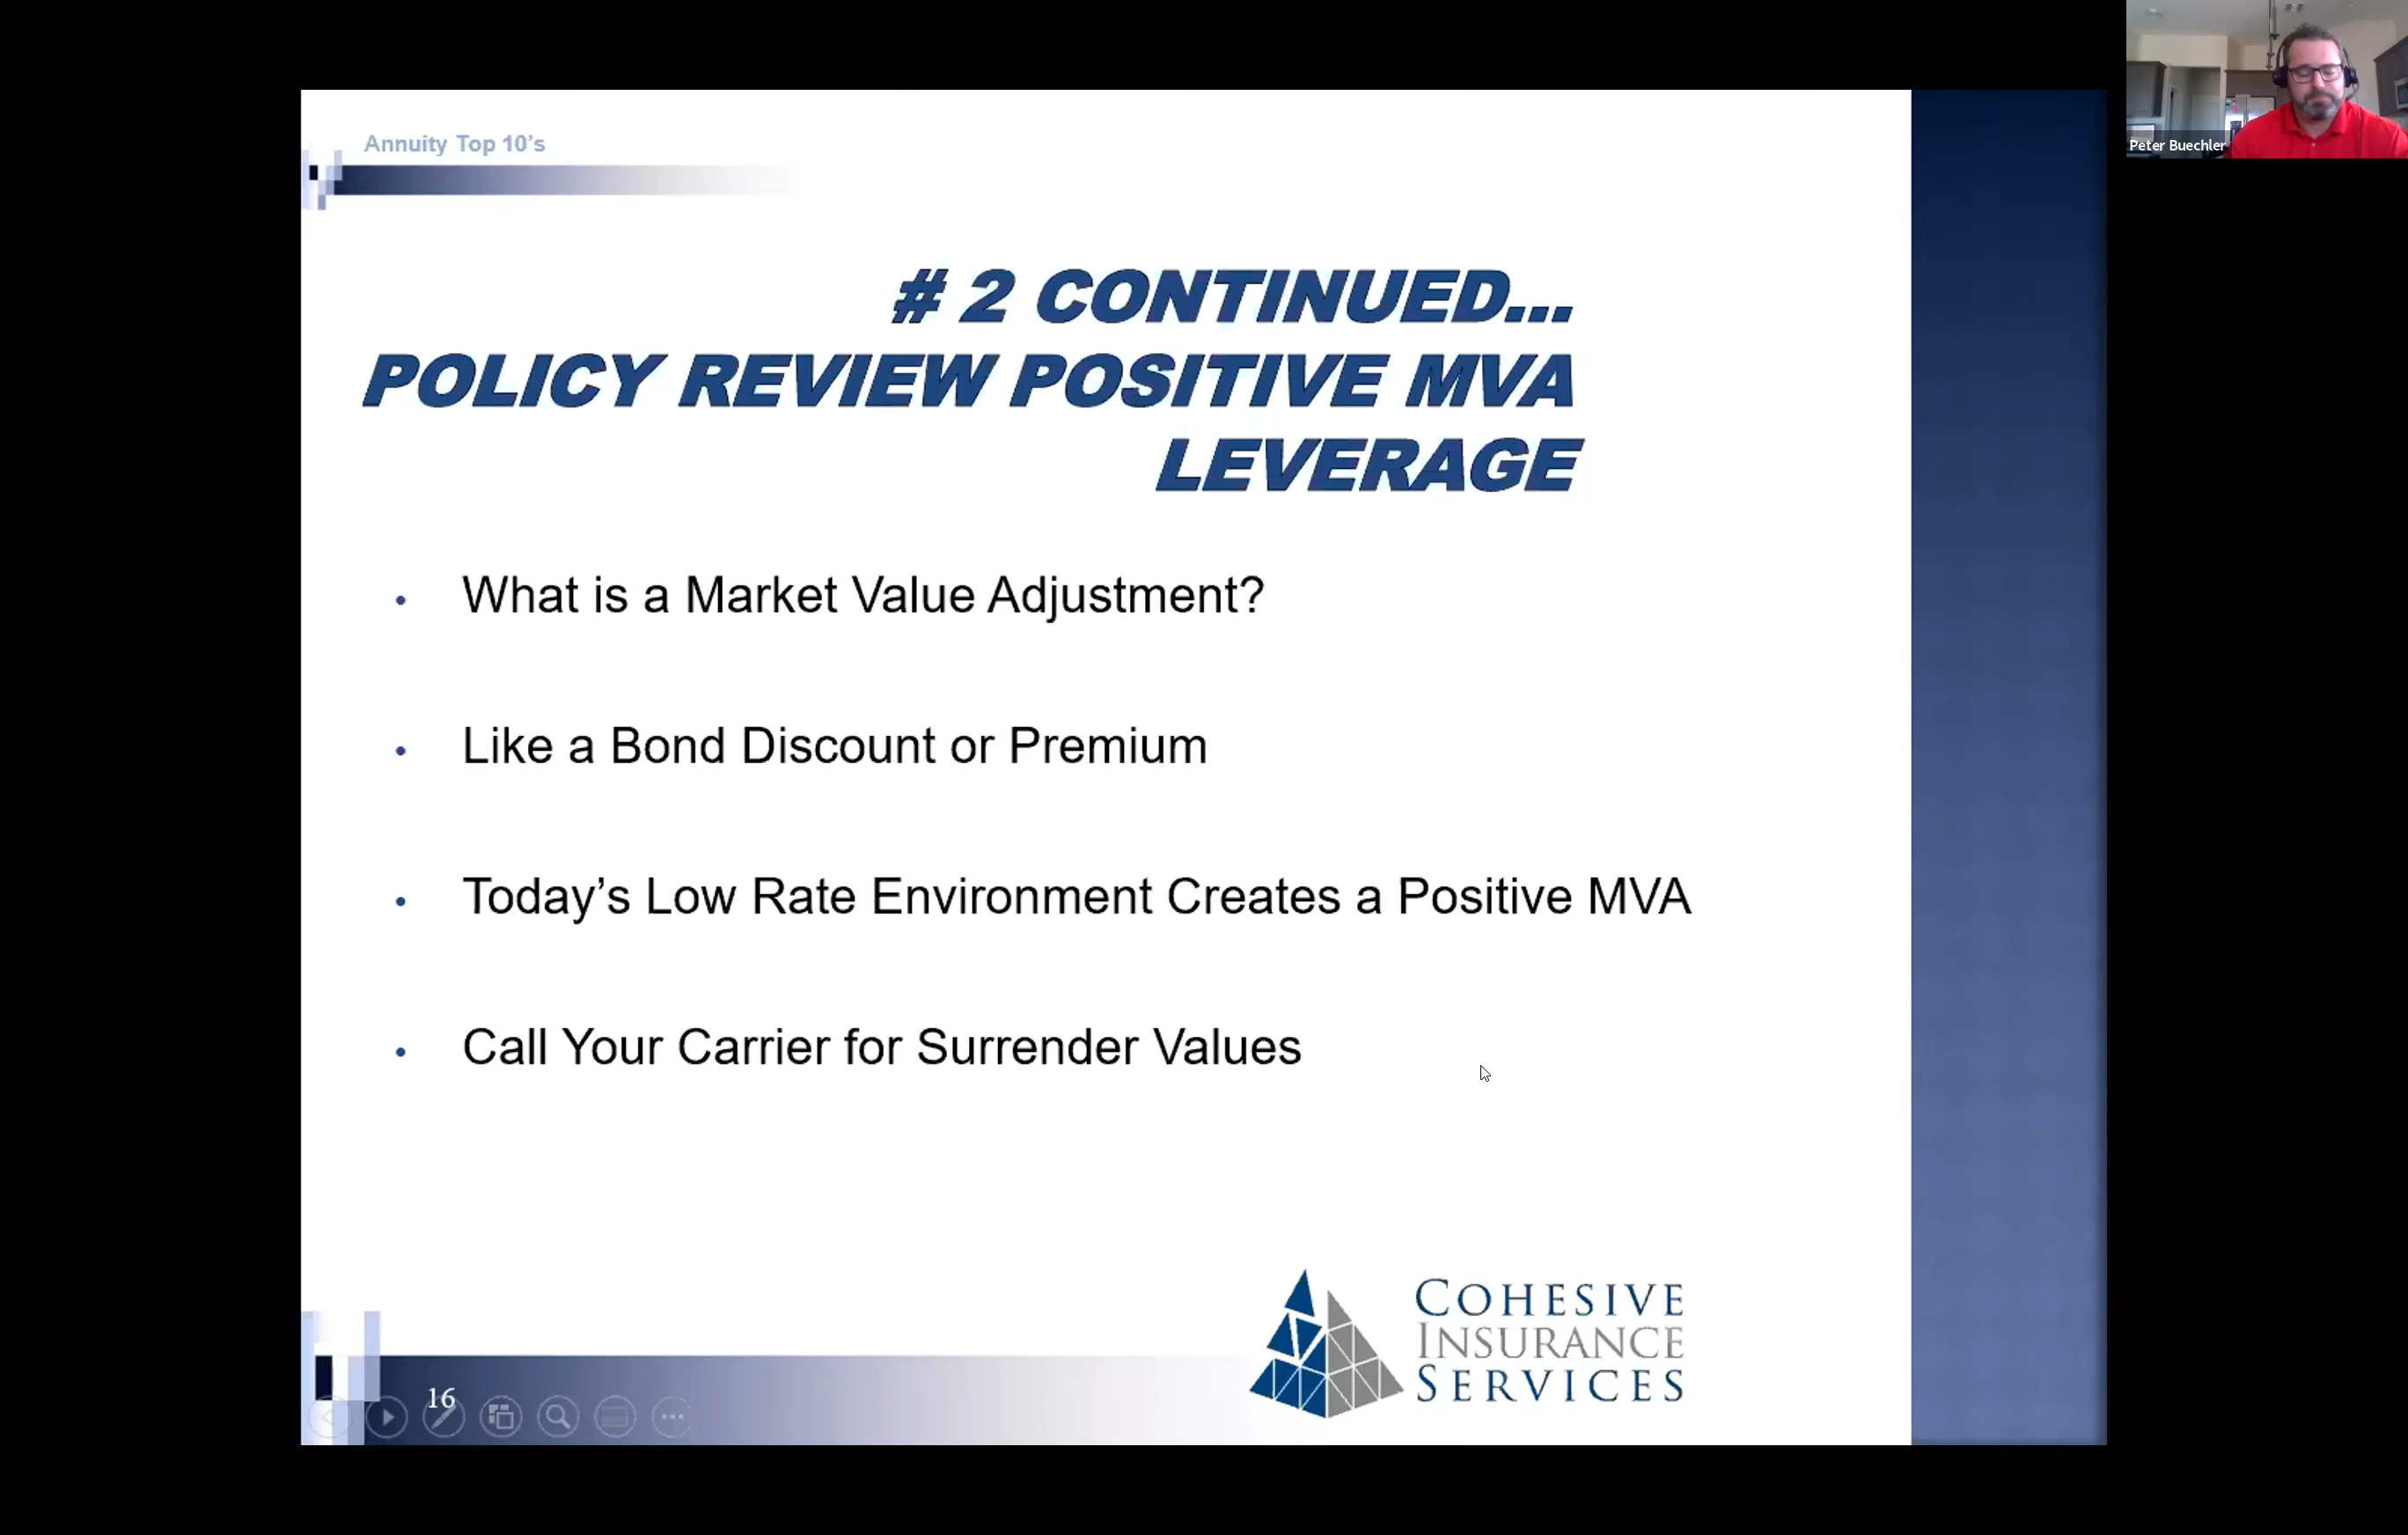 Annuity Top 10's
# 2 CONTINUED...
POLICY REVIEW POSITIVE MVA
LEVERAGE
• What is a Market Value Adjustment?
• Like a Bond Discount or Premium
• Today's Low Rate Environment Creates a Positive MVA
• Call Your Carrier for Surrender Values
COHESIVE
INSURANCE
SERVICES
16
Peter Buechler